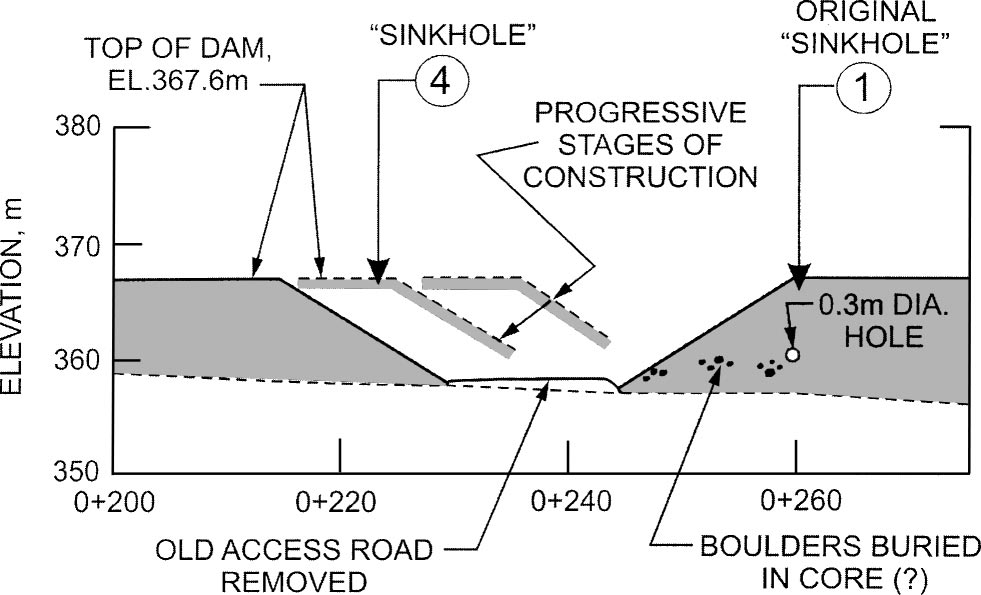 TOP OF DAM,
EL.367.6m
“SINKHOLE”
4
ORIGINAL
“SINKHOLE”
1
PROGRESSIVE
STAGES OF
CONSTRUCTION
380
370
360
350
ELEVATION, m
0.3m DIA.
HOLE
0+200
0+220
0+240
0+260
OLD ACCESS ROAD
REMOVED
BOULDERS BURIED
IN CORE (?)